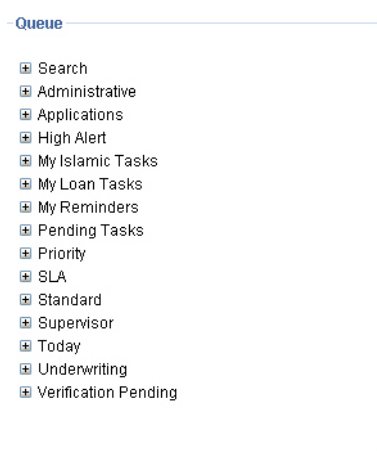 Queue
Search
Administrative
Applications
High Alert
My Islamic Tasks
My Loan Tasks
My Reminders
Pending Tasks
Priority
SLA
Standard
Supervisor
Today
Underwriting
Verification Pending